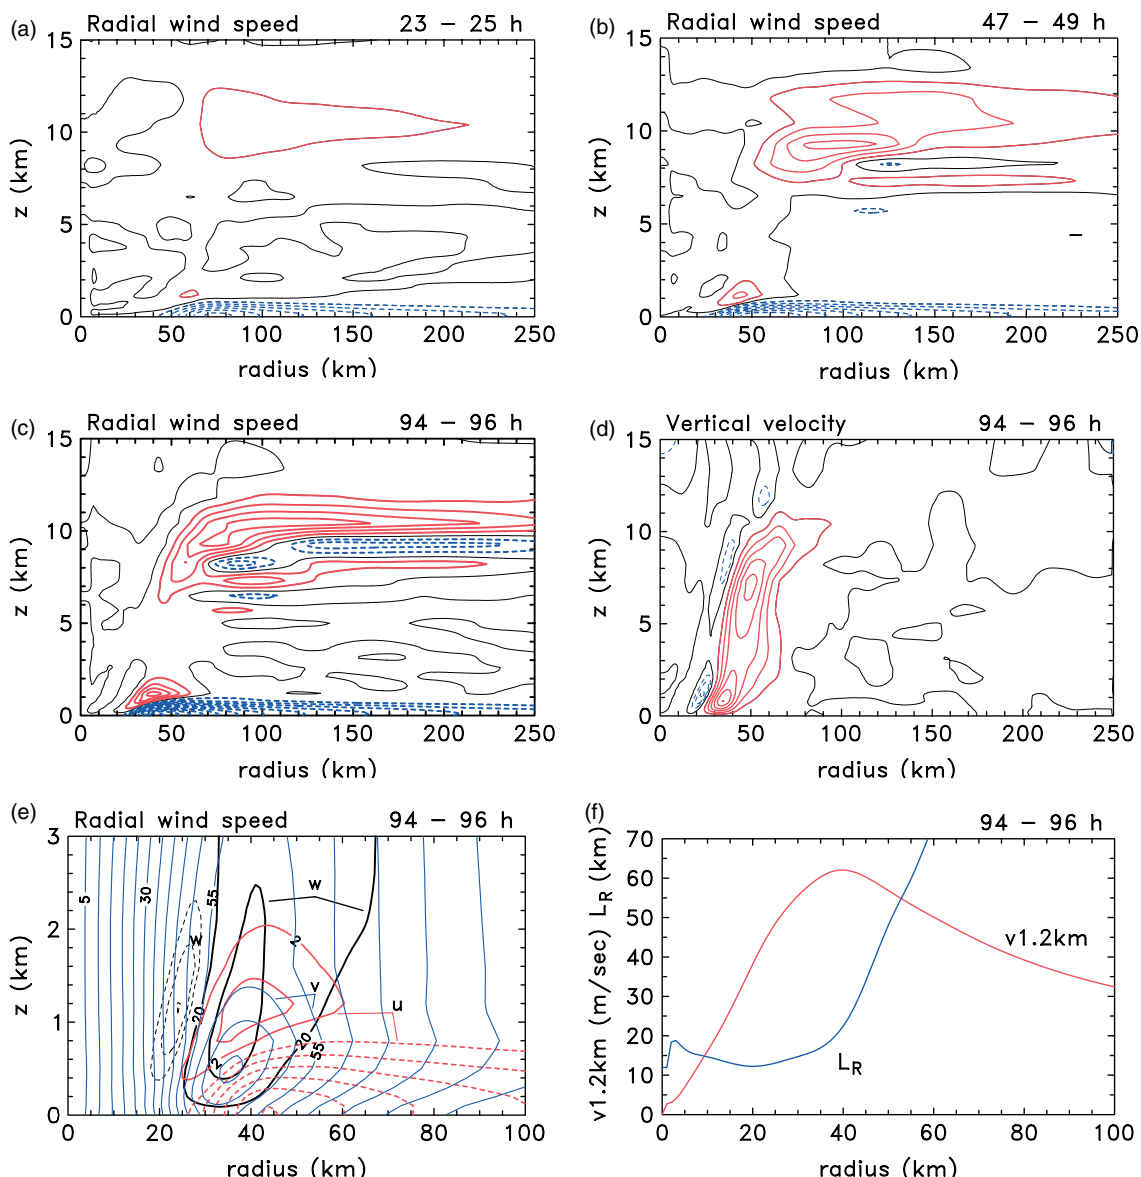 (a) Radial wind speed 23 – 25 h
15
10
5
0
z (km)
0 50 100 150 200 250
radius (km)
(b) Radial wind speed 47 – 49 h
15
10
5
0
z (km)
0 50 100 150 200 250
radius (km)
(c) Radial wind speed 94 – 96 h
15
10
5
0
z (km)
0 50 100 150 200 250
radius (km)
(d) Vertical velocity 94 – 96 h
15
10
5
0
z (km)
0 50 100 150 200 250
radius (km)
(e) Radial wind speed 94 – 96 h
3
2
1
0
z (km)
5 30 55
w
w
2
v
u
20
20
55
2
0 20 40 60 80 100
radius (km)
(f) 94 – 96 h
70
60
50
40
30
20
10
0
v1.2km (m/sec) LR (km)
v1.2km
LR
0 20 40 60 80 100
radius (km)